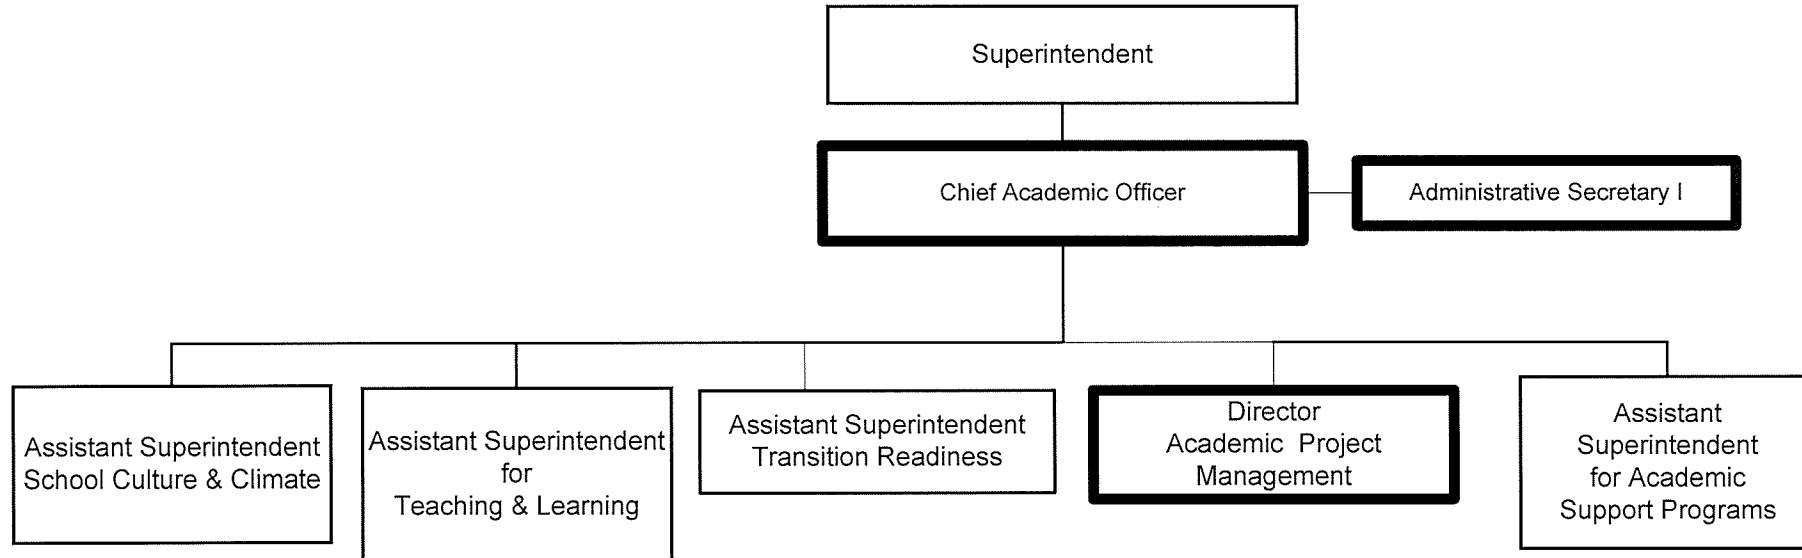 Superintendent
Chief Academic Officer
Administrative Secretary I
Assistant Superintendent
School Culture & Climate
Assistant Superintendent
for
Teaching & Learning
Assistant Superintendent
Transition Readiness
Director
Academic Project
Management
Assistant
Superintendent
for Academic
Support Programs